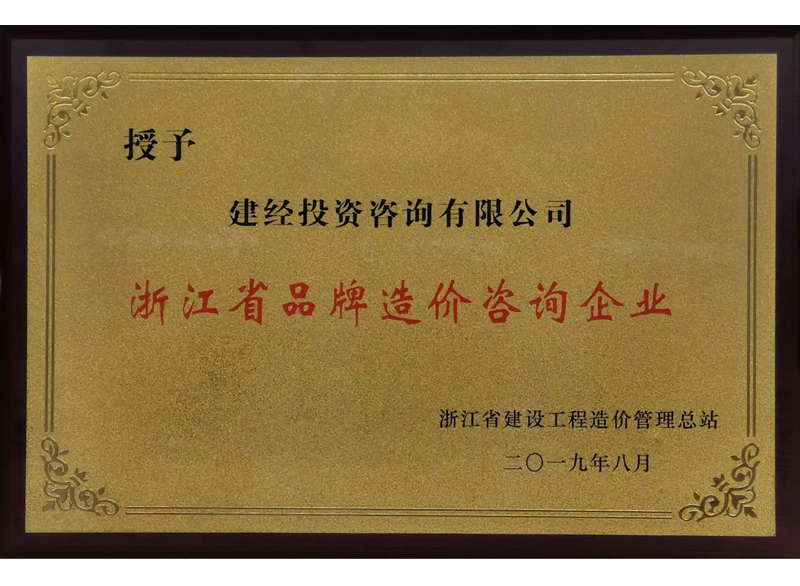 授予
建经投资咨询有限公司
浙江省品牌造价咨询企业
浙江省建设工程造价管理总站
二〇一九年八月